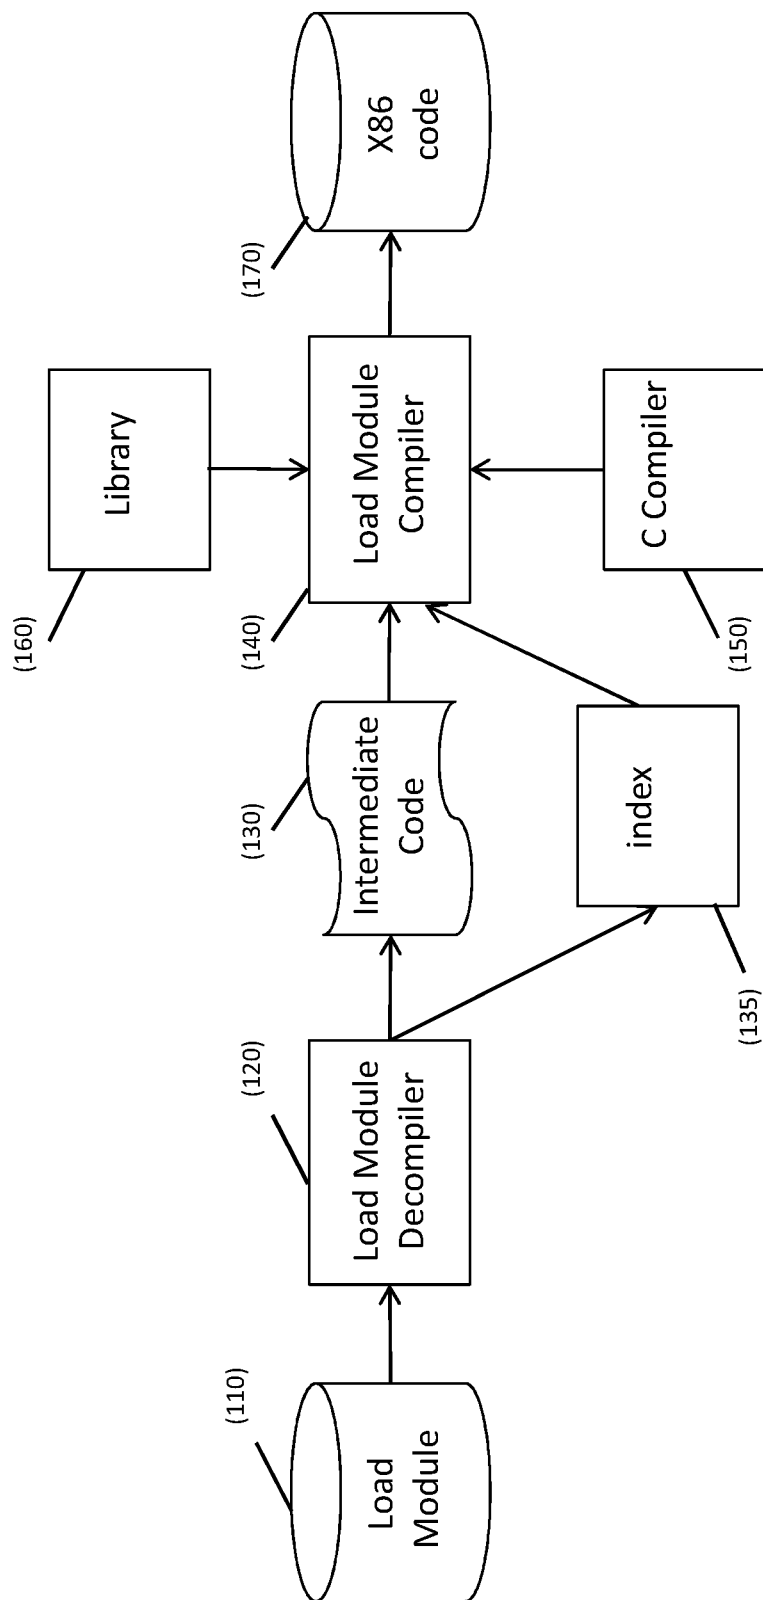 (110)
Load
Module
(120)
Load Module
Decompiler
(130)
Intermediate
Code
(135)
index
(140)
Load Module
Compiler
(160)
Library
(150)
C Compiler
(170)
X86
code